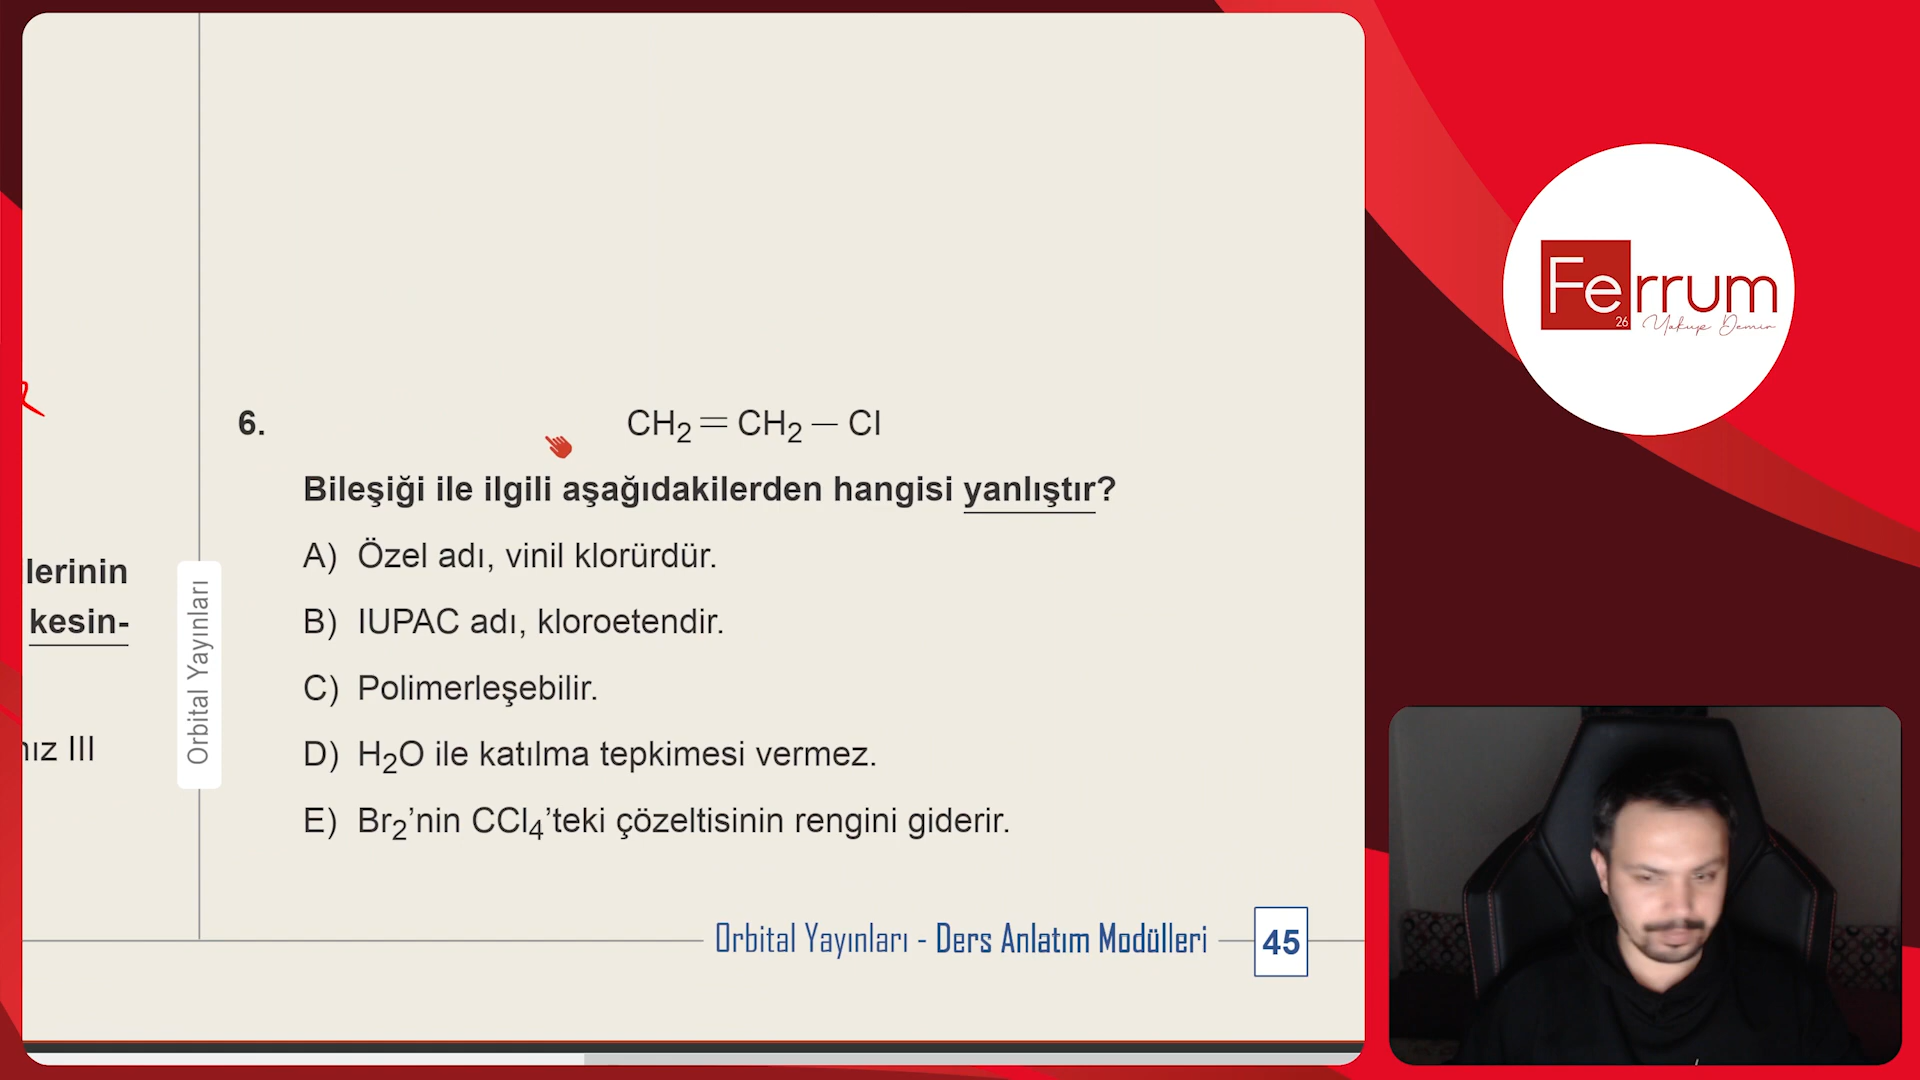 lerinin
kesin-
ız III
Orbital Yayınları
6.
CH2=CH2—Cl
Bileşiği ile ilgili aşağıdakilerden hangisi yanlıştır?
A) Özel adı, vinil klorürdür.
B) IUPAC adı, kloroetendir.
C) Polimerleşebilir.
D) H2O ile katılma tepkimesi vermez.
E) Br2’nin CCl4’teki çözeltisinin rengini giderir.
Orbital Yayınları - Ders Anlatım Modülleri
45
Ferrum
26
Yakup Demir